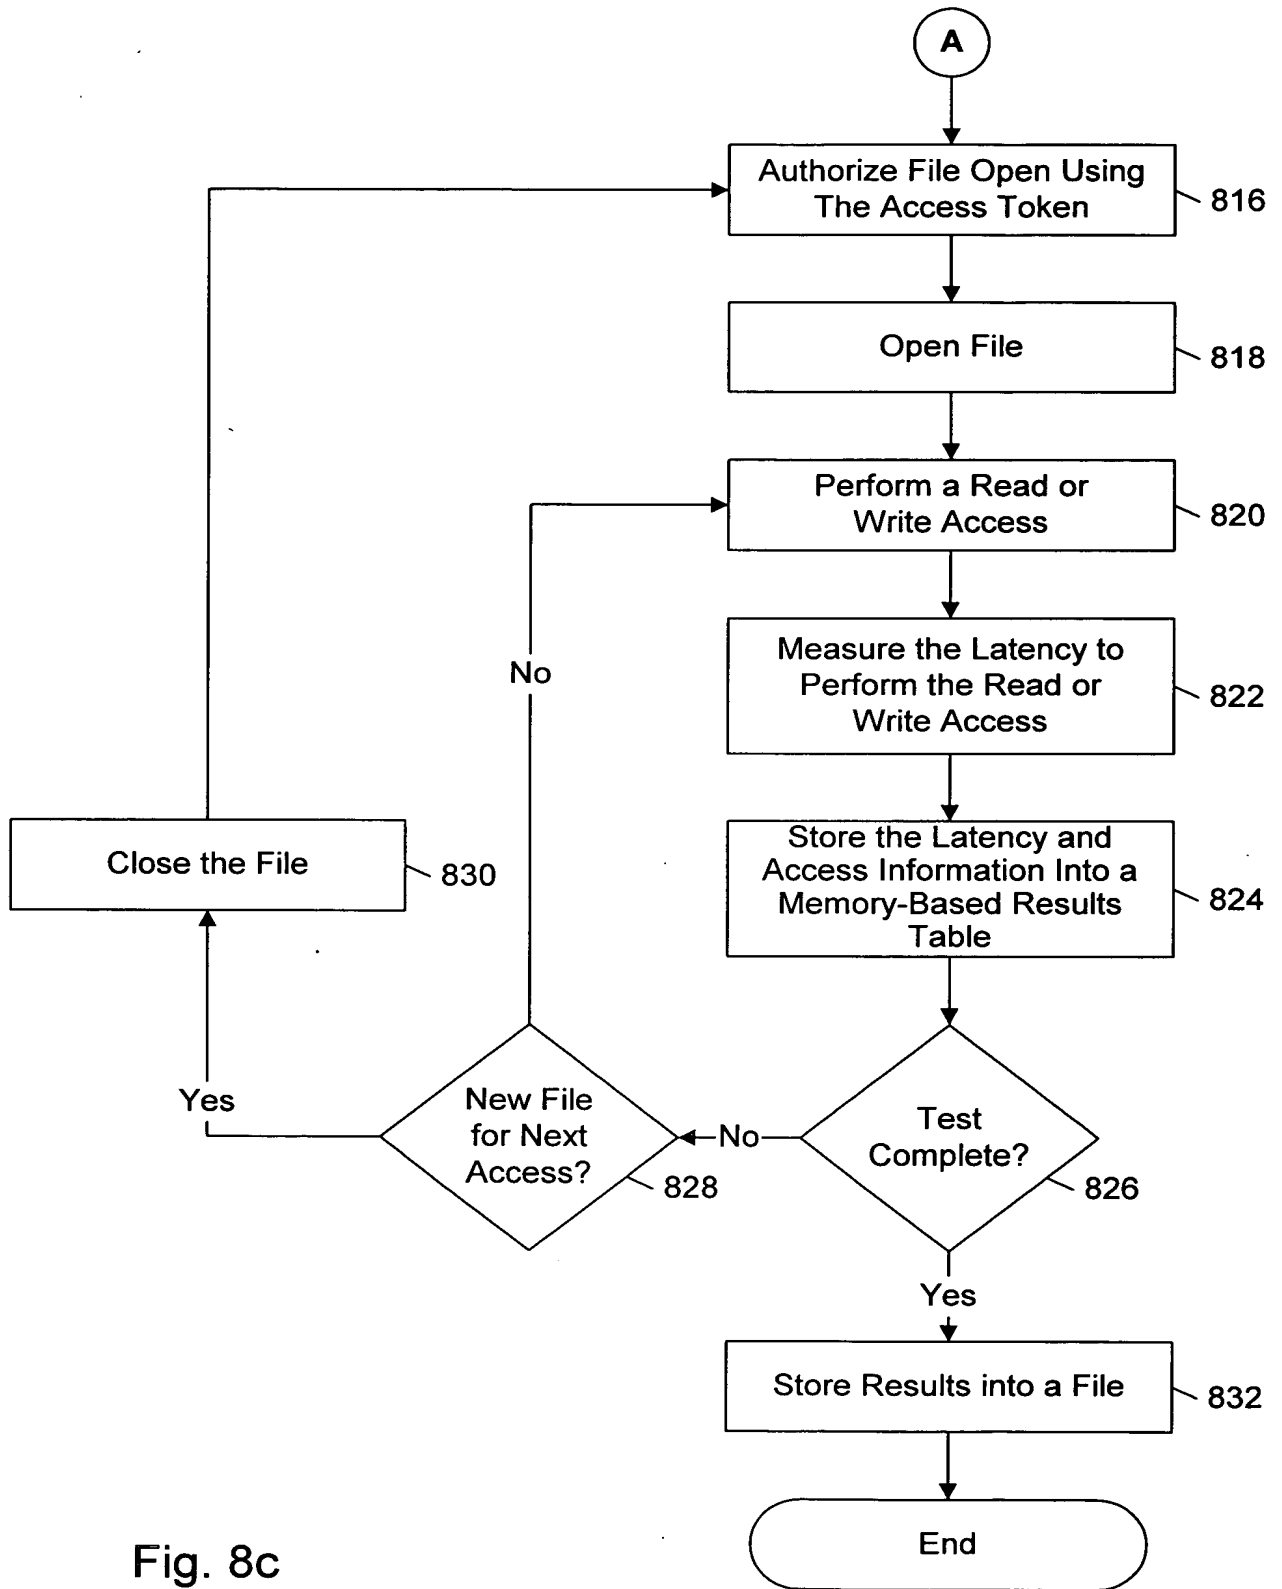 A
Authorize File Open Using
The Access Token
816
Open File
818
Perform a Read or
Write Access
820
No
Measure the Latency to
Perform the Read or
Write Access
822
Store the Latency and
Access Information Into a
Memory-Based Results
Table
824
Close the File
830
Yes
New File
for Next
Access?
828
No
Test
Complete?
826
Yes
Store Results into a File
832
End
Fig. 8c